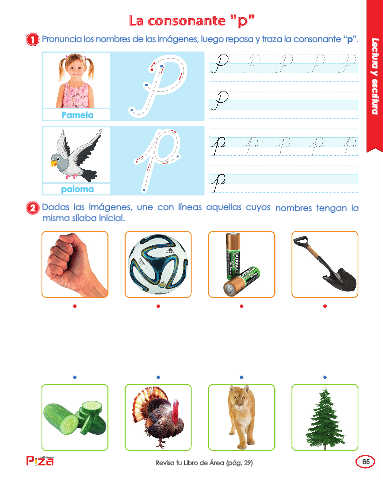 La consonante "p"
1 Pronuncia los nombres de las imágenes, luego repasa y traza la consonante "p".
Lectura y escritura
Pamela
paloma
2 Dadas las imágenes, une con líneas aquellas cuyos nombres tengan la
misma sílaba inicial.
Piza
Revisa tu Libro de Área (pág. 29)
65